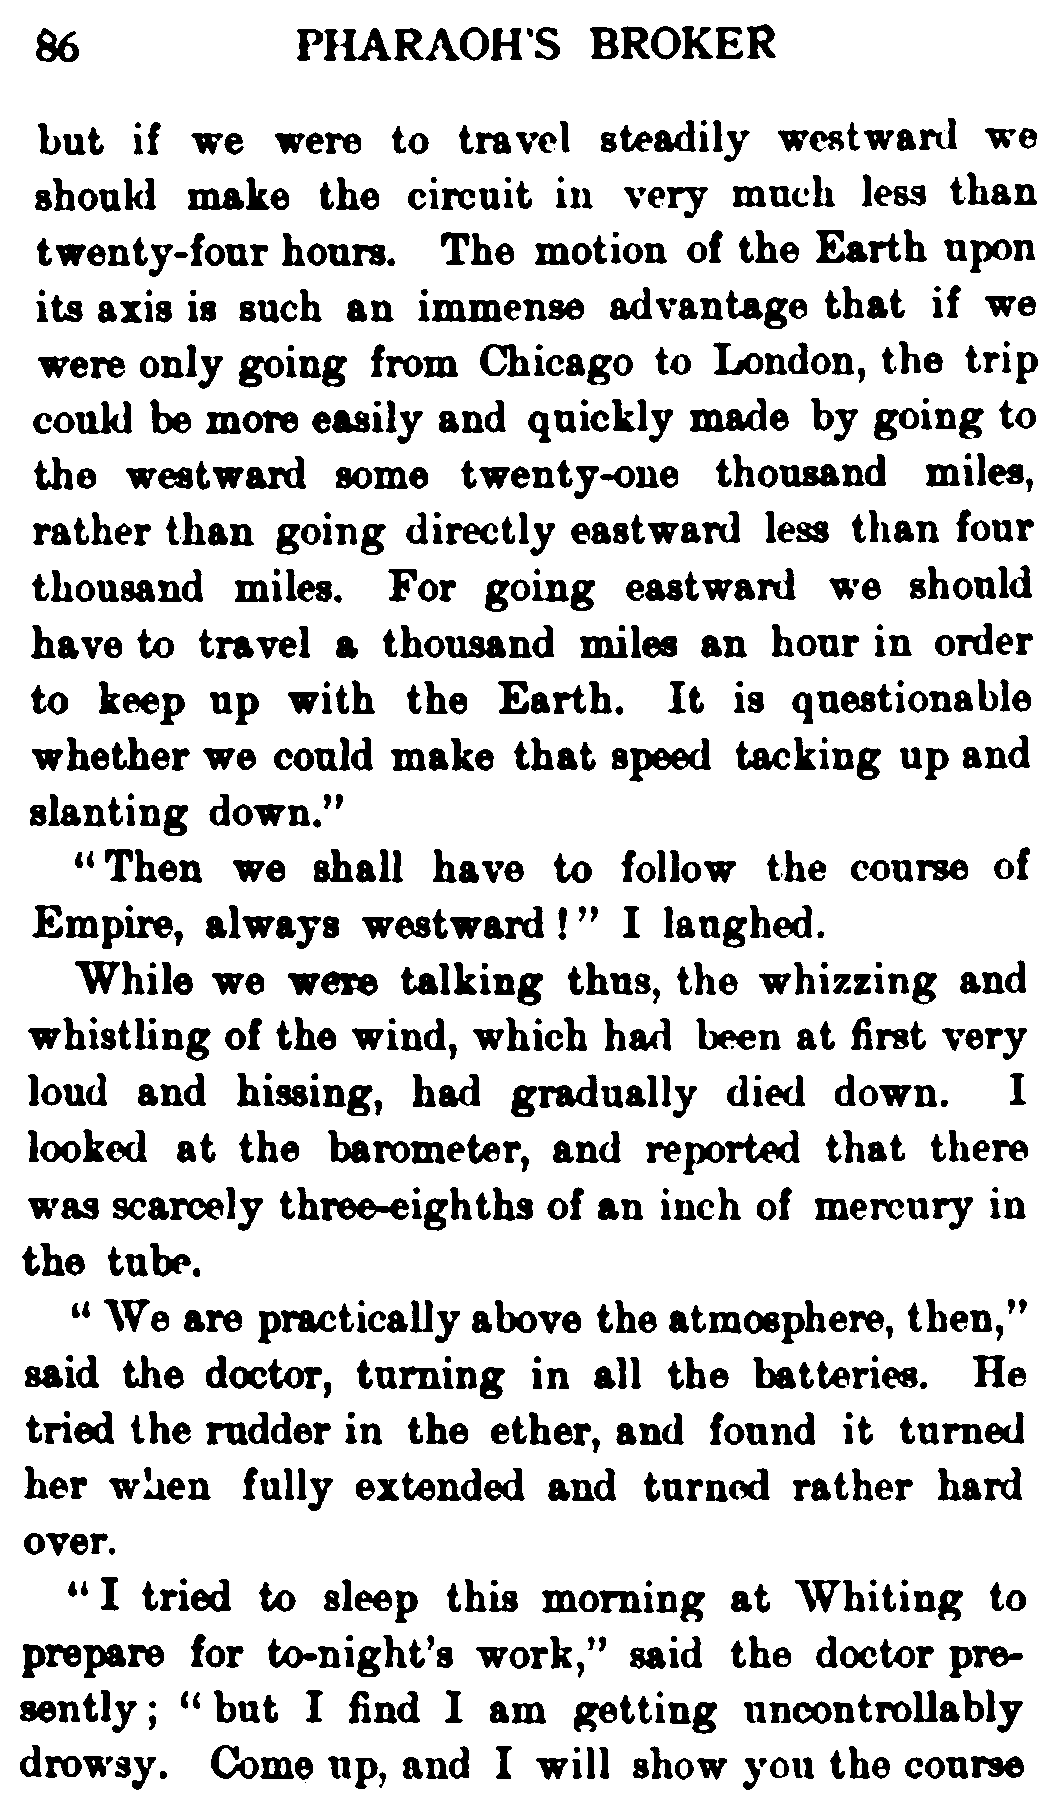 86 PHARAOH'S BROKER
but if we were to travel steadily westward we
should make the circuit in very much less than
twenty-four hours. The motion of the Earth upon
its axis is such an immense advantage that if we
were only going from Chicago to London, the trip
could be more easily and quickly made by going to
the westward some twenty-one thousand miles,
rather than going directly eastward less than four
thousand miles. For going eastward we should
have to travel a thousand miles an hour in order
to keep up with the Earth. It is questionable
whether we could make that speed tacking up and
slanting down."
"Then we shall have to follow the course of
Empire, always westward!" I laughed.
While we were talking thus, the whizzing and
whistling of the wind, which had been at first very
loud and hissing, had gradually died down. I
looked at the barometer, and reported that there
was scarcely three-eighths of an inch of mercury in
the tube.
"We are practically above the atmosphere, then,"
said the doctor, turning in all the batteries. He
tried the rudder in the ether, and found it turned
her when fully extended and turned rather hard
over.
"I tried to sleep this morning at Whiting to
prepare for to-night's work," said the doctor pre-
sently; "but I find I am getting uncontrollably
drowsy. Come up, and I will show you the course